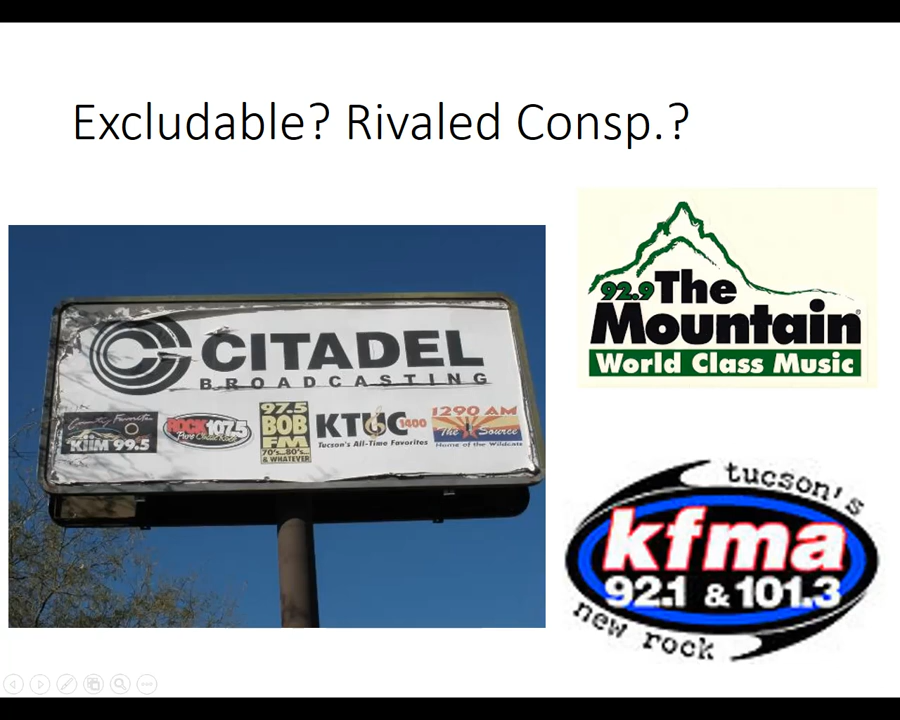 Excludable? Rivaled Consp.?
CITADEL
BROADCASTING
Country Favorites
KIIM 99.5
ROCK 107.5
Pure Classic Rock
97.5
BOB
FM
70's...80's...
& WHATEVER
KTUC 1400
Tucson's All-Time Favorites
1290 AM
The Source
Home of the Wildcats
92.9 The
Mountain
World Class Music
tucson's
kfma
92.1 & 101.3
new rock